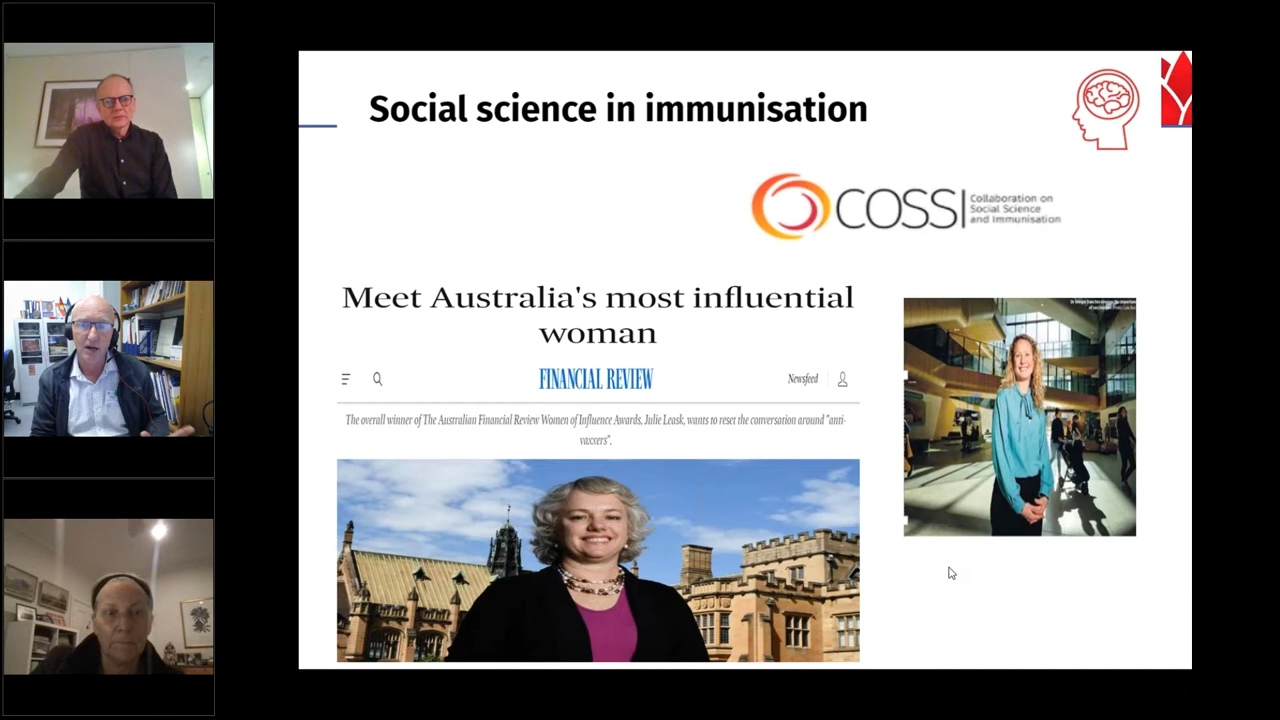 Social science in immunisation
COSSI
Collaboration on
Social Science
and Immunisation
Meet Australia's most influential
woman
FINANCIAL REVIEW
Newsfeed
The overall winner of The Australian Financial Review Women of Influence Awards, Julie Leask, wants to reset the conversation around "anti-
vaxxers".